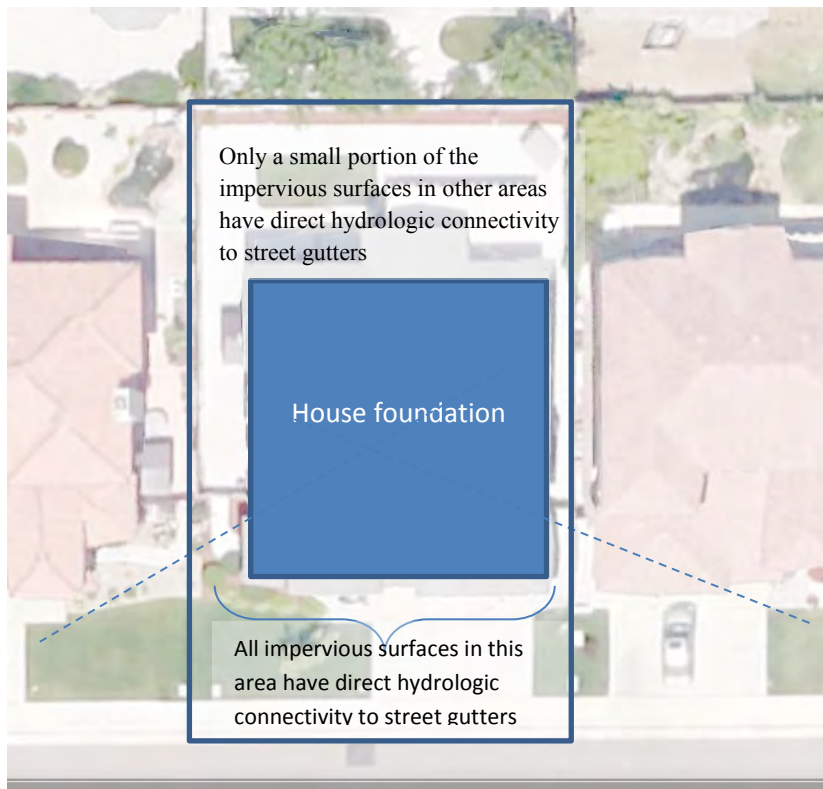 Only a small portion of the
impervious surfaces in other areas
have direct hydrologic connectivity
to street gutters
House foundation
All impervious surfaces in this
area have direct hydrologic
connectivity to street gutters